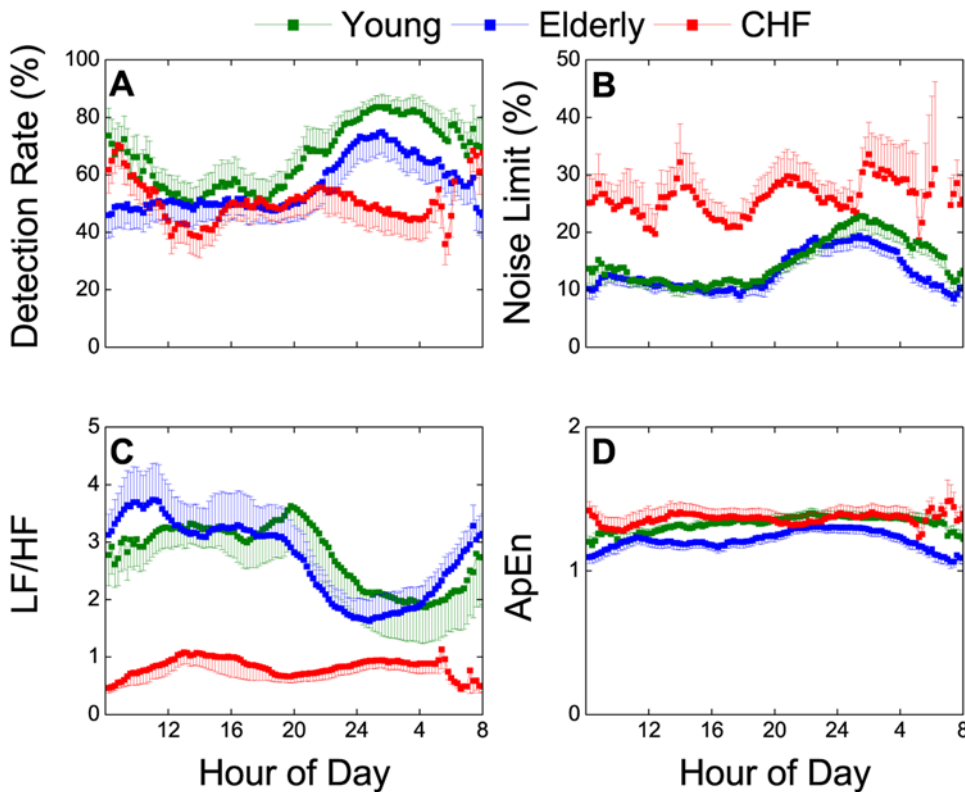 Young Elderly CHF
A
Detection Rate (%)
100
80
60
40
20
0
B
Noise Limit (%)
50
40
30
20
10
0
C
LF/HF
5
4
3
2
1
0
12 16 20 24 4 8
Hour of Day
D
ApEn
2
1
0
12 16 20 24 4 8
Hour of Day